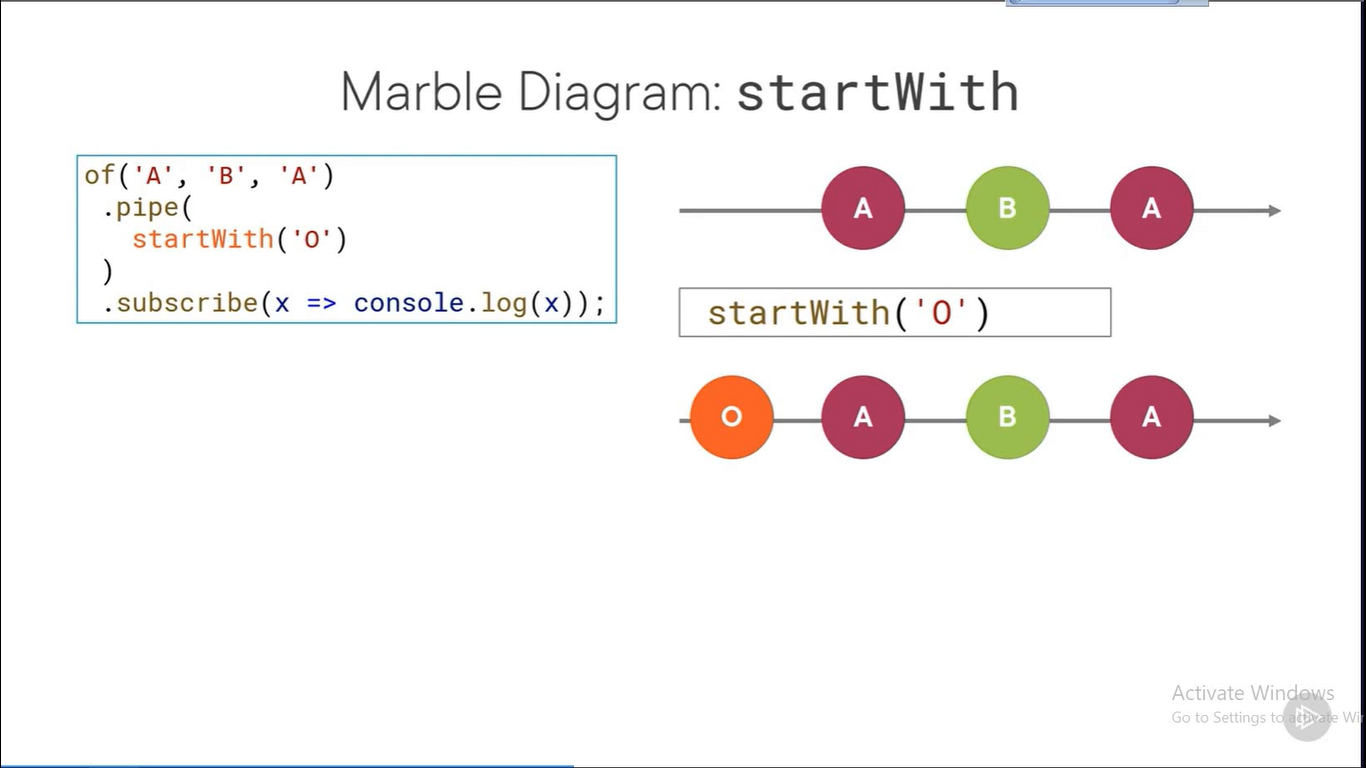 Marble Diagram: startWith
of('A', 'B', 'A')
.pipe(
startWith('O')
)
.subscribe(x => console.log(x));
A B A
startWith('O')
O A B A
Activate Windows
Go to Settings to activate Wi